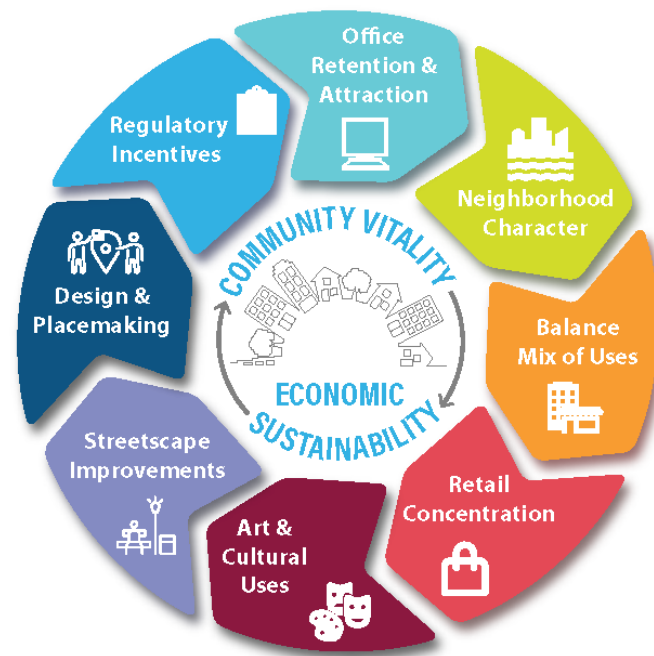 Office
Retention &
Attraction
Neighborhood
Character
Balance
Mix of Uses
Retail
Concentration
Art &
Cultural
Uses
Streetscape
Improvements
Design &
Placemaking
Regulatory
Incentives
COMMUNITY VITALITY
ECONOMIC
SUSTAINABILITY